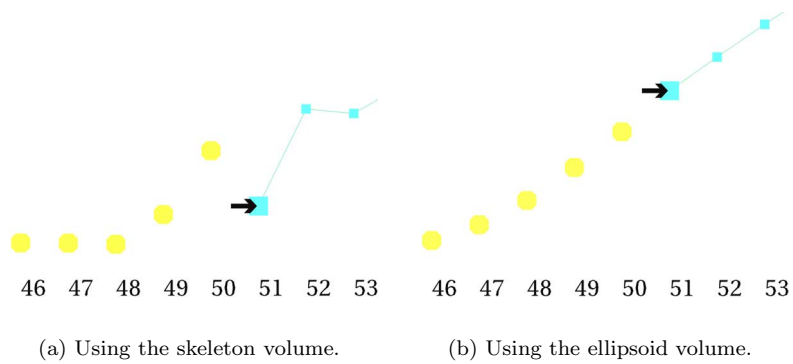 46 47 48 49 50 51 52 53
46 47 48 49 50 51 52 53
(a) Using the skeleton volume.
(b) Using the ellipsoid volume.